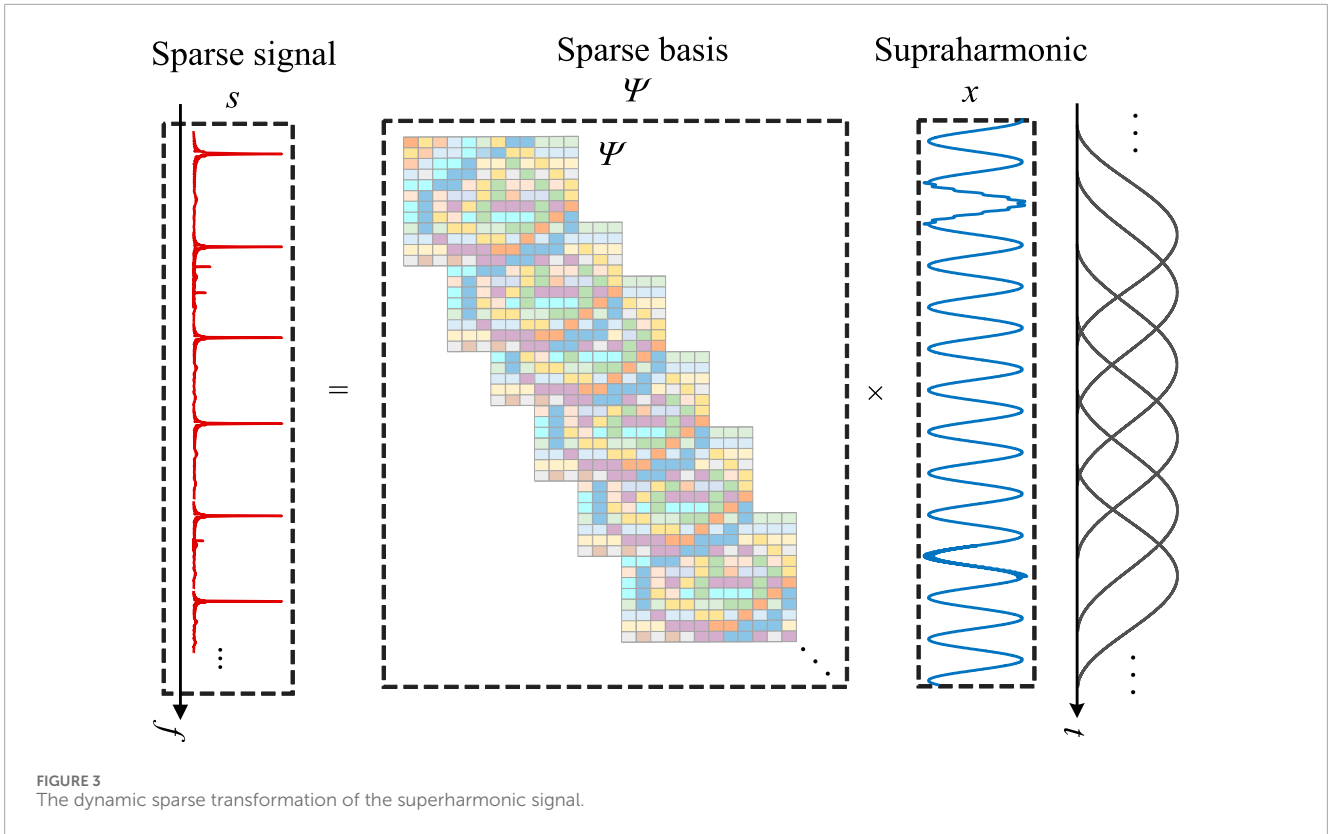 Sparse signal
s
Sparse basis
Ψ
Ψ
Supraharmonic
x
=
×
f
t
FIGURE 3
The dynamic sparse transformation of the superharmonic signal.